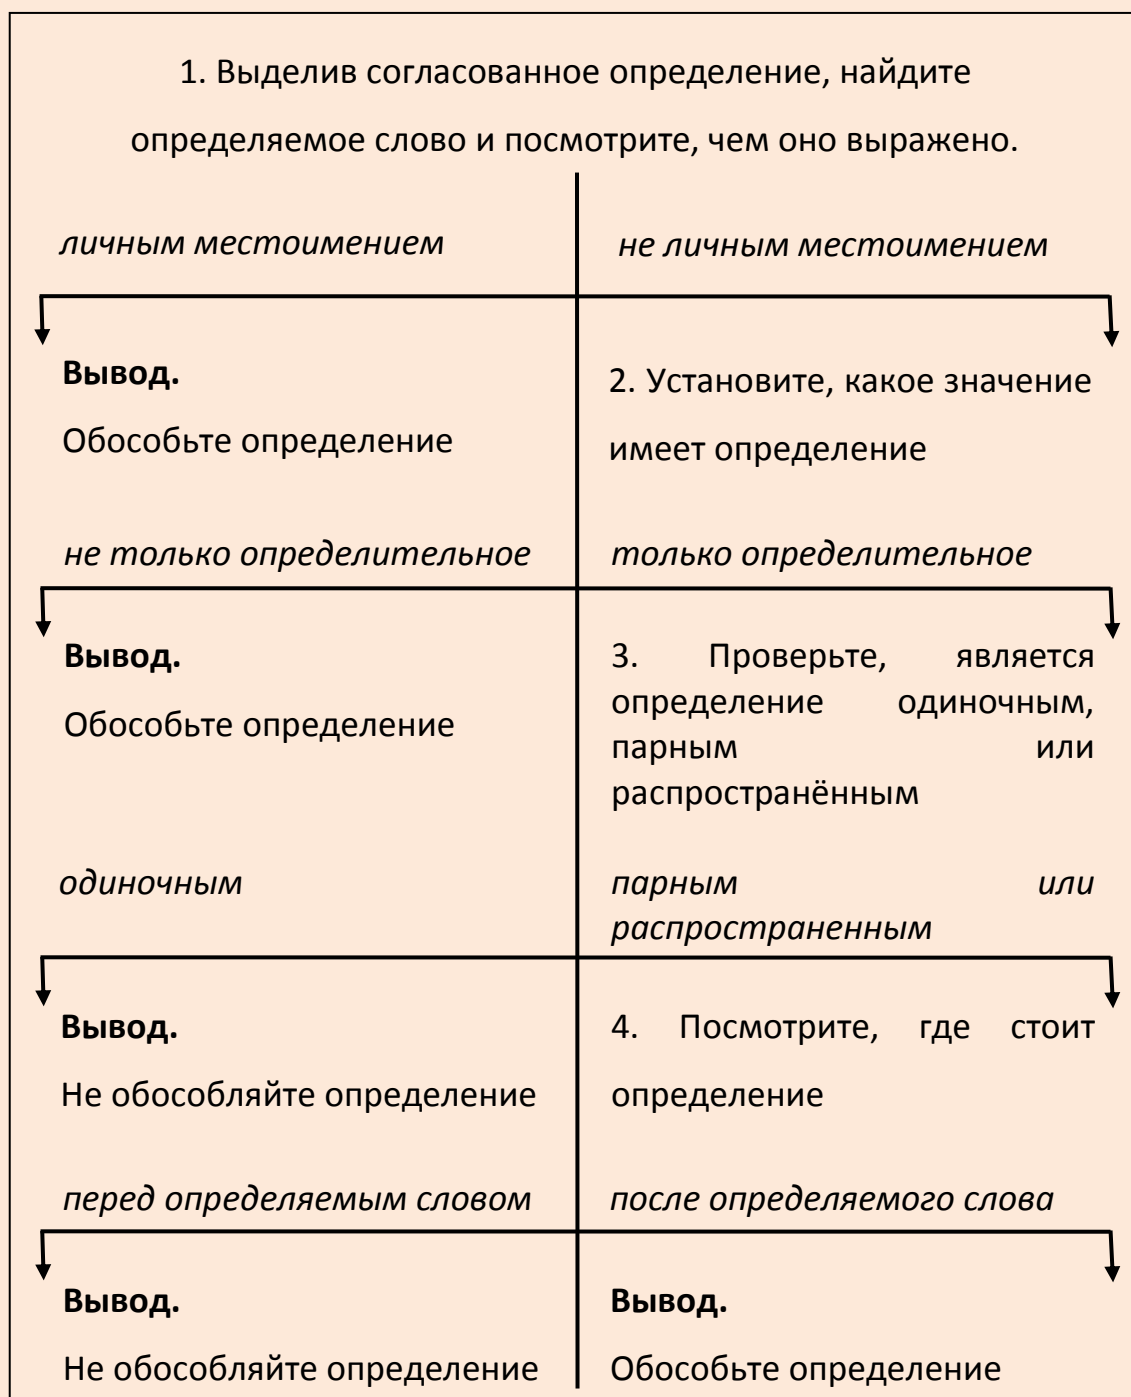 1. Выделив согласованное определение, найдите
определяемое слово и посмотрите, чем оно выражено.
личным местоимением
не личным местоимением
Вывод.
Обособьте определение
2. Установите, какое значение
имеет определение
не только определительное
только определительное
Вывод.
Обособьте определение
3. Проверьте, является
определение одиночным,
парным или
распространённым
одиночным
парным или
распространенным
Вывод.
Не обособляйте определение
4. Посмотрите, где стоит
определение
перед определяемым словом
после определяемого слова
Вывод.
Не обособляйте определение
Вывод.
Обособьте определение